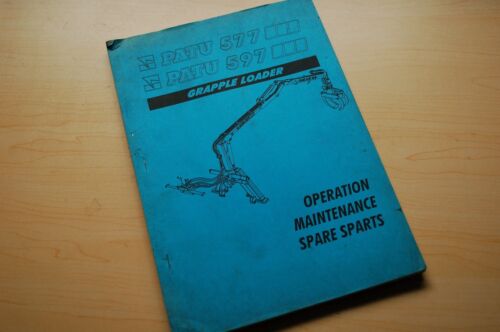 PATU 577
PATU 597
GRAPPLE LOADER
OPERATION
MAINTENANCE
SPARE SPARTS